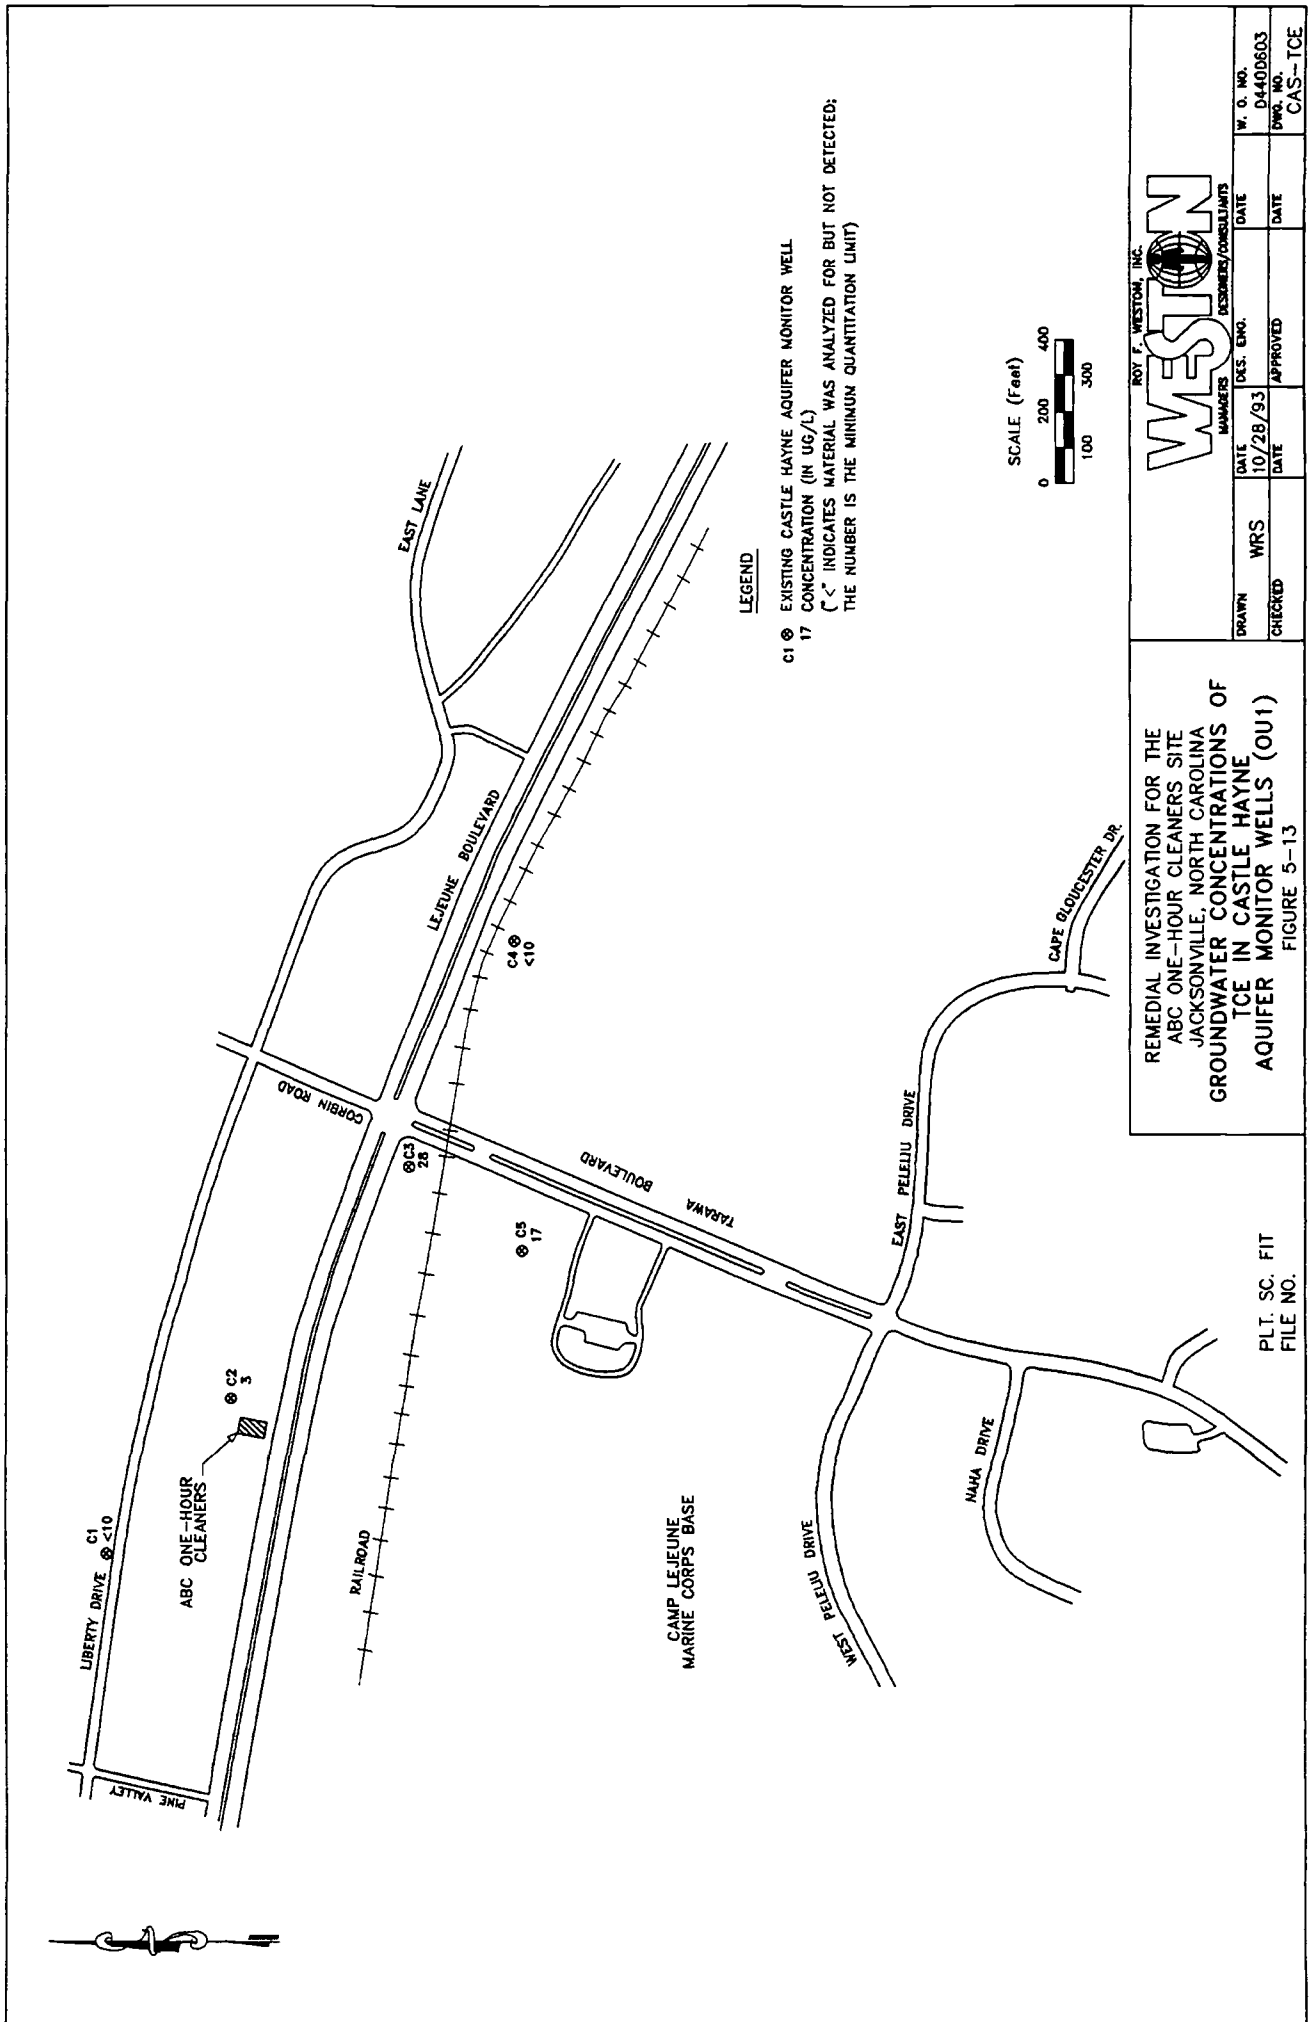 PINE VALLEY
LIBERTY DRIVE
C1
<10
ABC ONE-HOUR
CLEANERS
C2
3
RAILROAD
CORBIN ROAD
C3
28
C5
17
LEJEUNE BOULEVARD
C4
<10
EAST LANE
TARAWA
BOULEVARD
CAMP LEJEUNE
MARINE CORPS BASE
WEST PELELIU DRIVE
EAST PELELIU DRIVE
NAHA DRIVE
CAPE GLOUCESTER DR.
LEGEND
C1 EXISTING CASTLE HAYNE AQUIFER MONITOR WELL
17 CONCENTRATION (IN UG/L)
("<" INDICATES MATERIAL WAS ANALYZED FOR BUT NOT DETECTED;
THE NUMBER IS THE MINIMUM QUANTITATION LIMIT)
SCALE (Feet)
0 200 400
100 300
PLT. SC. FIT
FILE NO.
REMEDIAL INVESTIGATION FOR THE
ABC ONE-HOUR CLEANERS SITE
JACKSONVILLE, NORTH CAROLINA
GROUNDWATER CONCENTRATIONS OF
TCE IN CASTLE HAYNE
AQUIFER MONITOR WELLS (OU1)
FIGURE 5-13
ROY F. WESTON, INC.
WESTON
MANAGERS DESIGNERS/CONSULTANTS
DRAWN WRS
DATE 10/28/93
DES. ENG.
DATE
W. O. NO. D4400603
CHECKED
DATE
APPROVED
DATE
DWG. NO. CAS-TCE